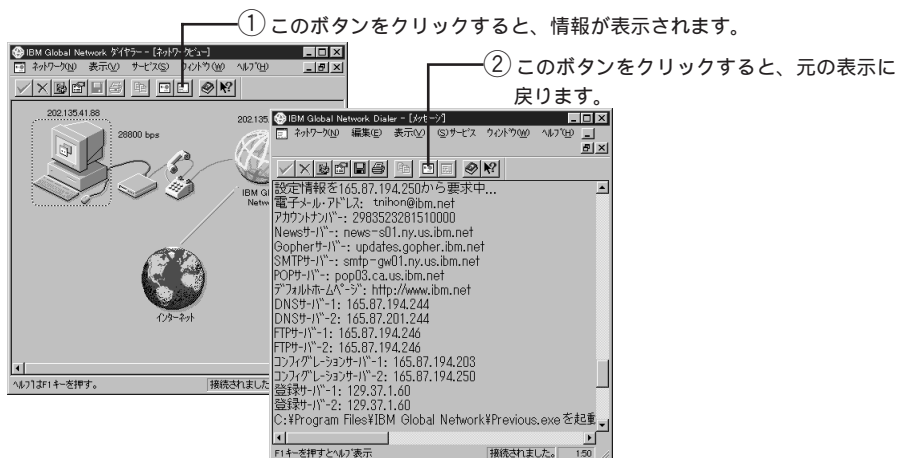 ① このボタンをクリックすると、情報が表示されます。
IBM Global Network ダイヤラー - [ネットワークビュー]
ネットワーク(N) 表示(V) サービス(S) ウィンドウ(W) ヘルプ(H)
② このボタンをクリックすると、元の表示に
戻ります。
202.135.41.88
28800 bps
202.135
IBM Gl
Netw
インターネット
ヘルプはF1キーを押す。
接続されました
IBM Global Network Dialer - [メッセージ]
ネットワーク(N) 編集(E) 表示(V) (S)サービス ウィンドウ(W) ヘルプ(H)
設定情報を165.87.194.250から要求中...
電子メール・アドレス: tnihon@ibm.net
アカウントナンバー: 2983523281510000
Newsサーバー: news-s01.ny.us.ibm.net
Gopherサーバー: updates.gopher.ibm.net
SMTPサーバー: smtp-gw01.ny.us.ibm.net
POPサーバー: pop03.ca.us.ibm.net
デフォルトホームページ: http://www.ibm.net
DNSサーバー1: 165.87.194.244
DNSサーバー2: 165.87.201.244
FTPサーバー1: 165.87.194.246
FTPサーバー2: 165.87.194.246
コンフィグレーションサーバー1: 165.87.194.203
コンフィグレーションサーバー2: 165.87.194.250
登録サーバー1: 129.37.1.60
登録サーバー2: 129.37.1.60
C:¥Program Files¥IBM Global Network¥Previous.exeを起動
F1キーを押すとヘルプ表示
接続されました。
1:50